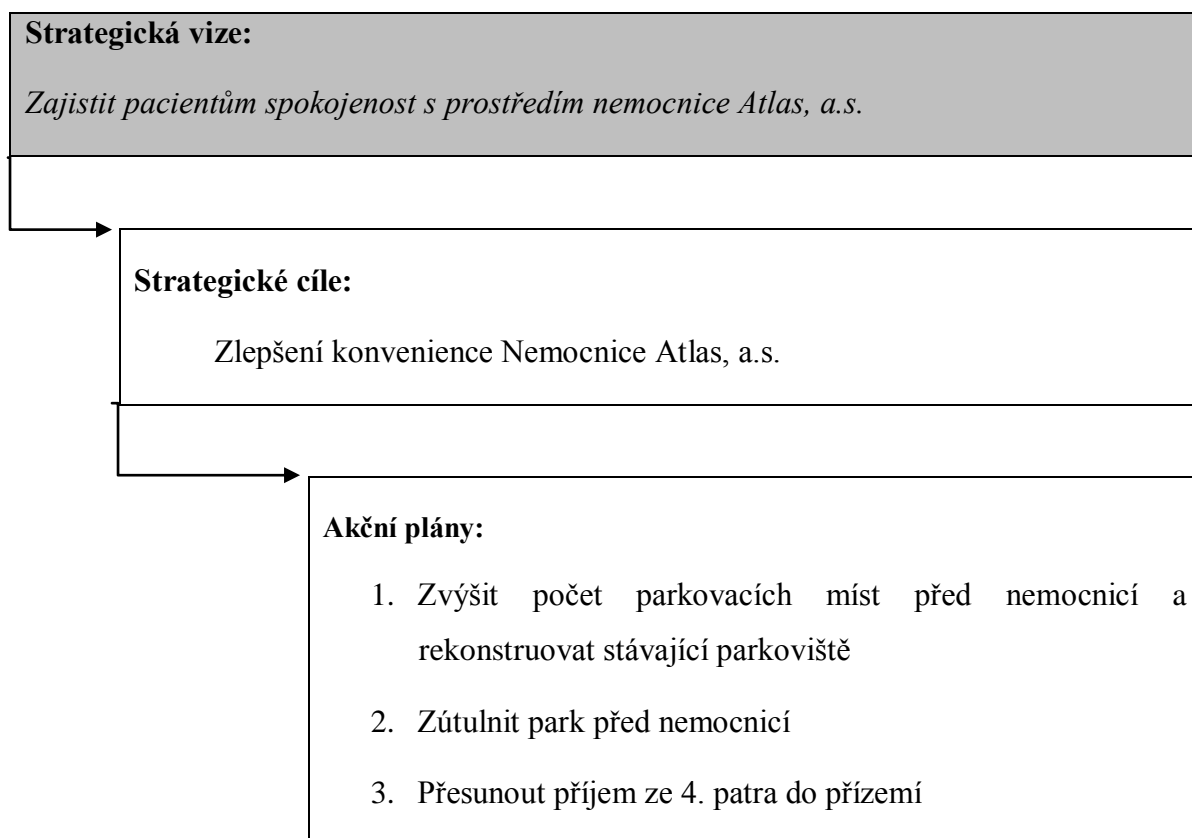 Strategická vize:
Zajistit pacientům spokojenost s prostředím nemocnice Atlas, a.s.
Strategické cíle:
Zlepšení konvenience Nemocnice Atlas, a.s.
Akční plány:
1. Zvýšit počet parkovacích míst před nemocnicí a
rekonstruovat stávající parkoviště
2. Zútulnit park před nemocnicí
3. Přesunout příjem ze 4. patra do přízemí